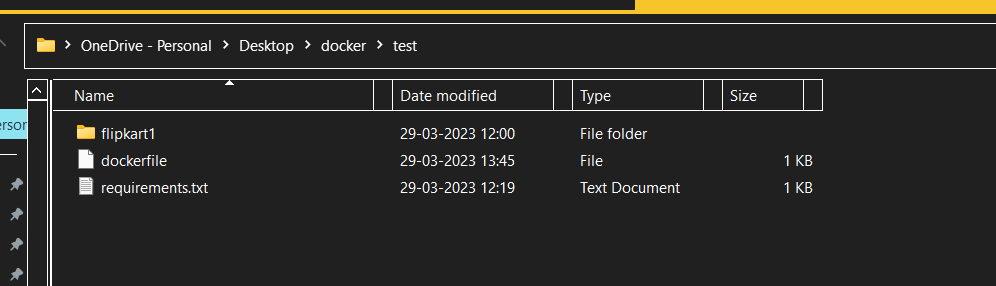 OneDrive - Personal > Desktop > docker > test
Name Date modified Type Size
flipkart1 29-03-2023 12:00 File folder
dockerfile 29-03-2023 13:45 File 1 KB
requirements.txt 29-03-2023 12:19 Text Document 1 KB